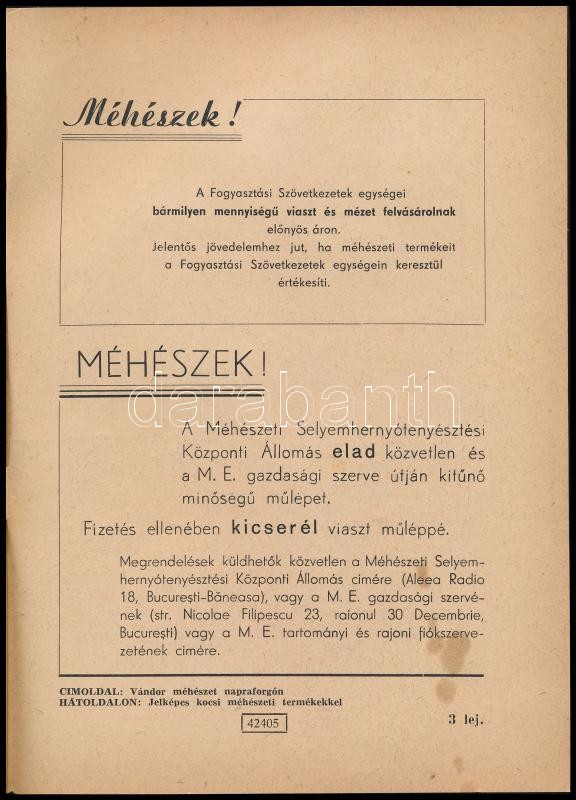 Méhészek!
A Fogyasztási Szövetkezetek egységei
bármilyen mennyiségű viaszt és mézet felvásárolnak
előnyös áron.
Jelentős jövedelemhez jut, ha méhészeti termékeit
a Fogyasztási Szövetkezetek egységein keresztül
értékesíti.
MÉHÉSZEK!
darabanth
A Méhészeti Selyemhernyótenyésztési
Központi Állomás elad közvetlen és
a M. E. gazdasági szerve útján kitűnő
minőségű műlépet.
Fizetés ellenében kicserél viaszt műléppé.
Megrendelések küldhetők közvetlen a Méhészeti Selyem-
hernyótenyésztési Központi Állomás címére (Aleea Radio
18, Bucureşti-Băneasa), vagy a M. E. gazdasági szervé-
nek (str. Nicolae Filipescu 23, raionul 30 Decembrie,
Bucureşti) vagy a M. E. tartományi és rajoni fiókszerve-
zetének címére.
CIMOLDAL: Vándor méhészet napraforgón
HÁTOLDALON: Jelképes kocsi méhészeti termékekkel
42405
3 lej.